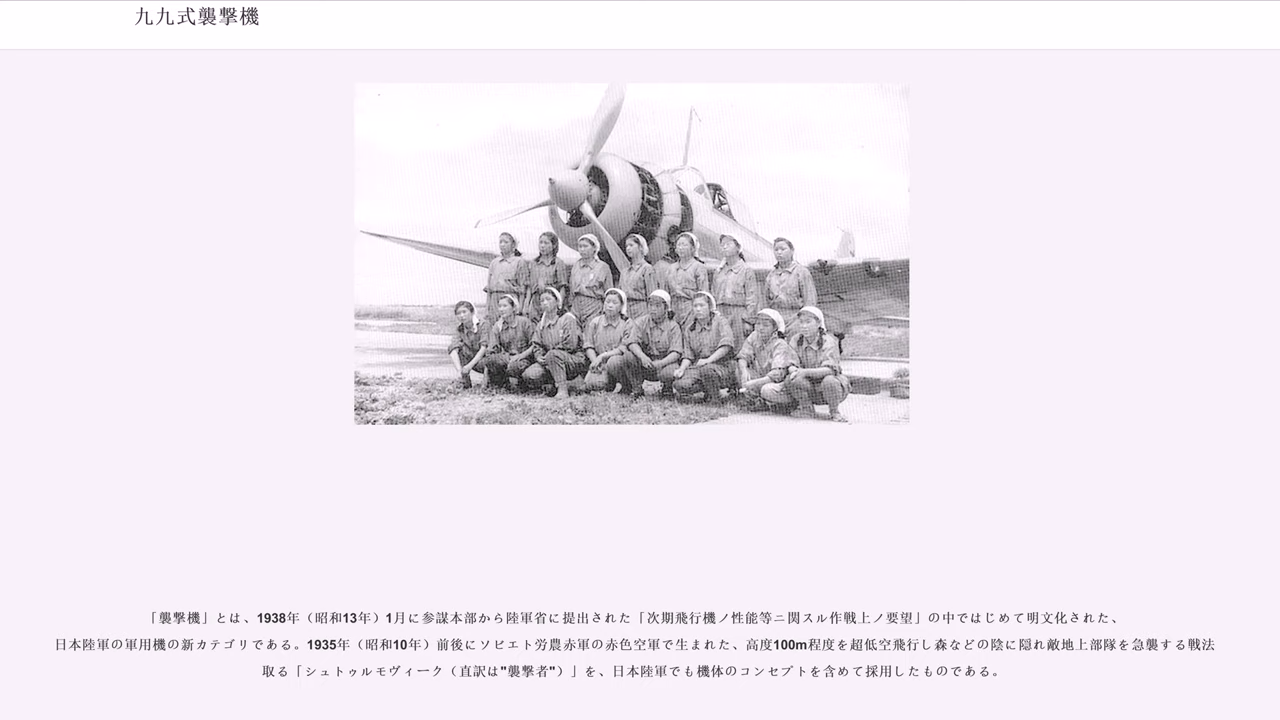 九九式襲撃機
「襲撃機」とは、1938年（昭和13年）1月に参謀本部から陸軍省に提出された「次期飛行機ノ性能等ニ関スル作戦上ノ要望」の中ではじめて明文化された、
日本陸軍の軍用機の新カテゴリである。1935年（昭和10年）前後にソビエト労農赤軍の赤色空軍で生まれた、高度100m程度を超低空飛行し森などの陰に隠れ敵地上部隊を急襲する戦法
取る「シュトゥルモヴィーク（直訳は"襲撃者"）」を、日本陸軍でも機体のコンセプトを含めて採用したものである。